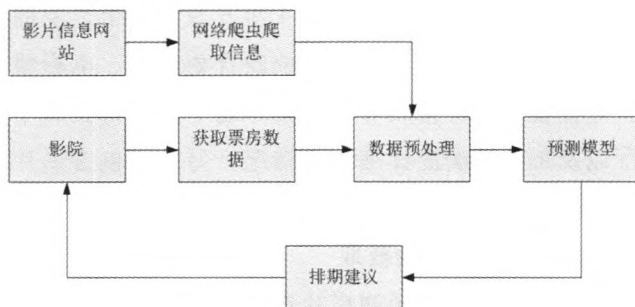 影片信息网
站
网络爬虫爬
取信息
影院
获取票房数
据
数据预处理
预测模型
排期建议